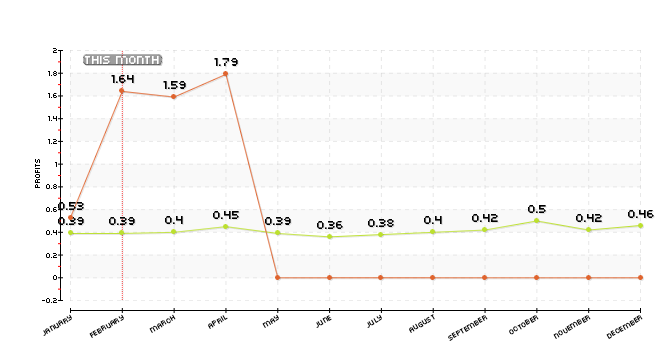 THIS MONTH
PROFITS
2
1.8
1.6
1.4
1.2
1
0.8
0.6
0.4
0.2
0
-0.2
0.53 1.64 1.59 1.79
0.39 0.39 0.4 0.45 0.39 0.36 0.38 0.4 0.42 0.5 0.42 0.46
JANUARY FEBRUARY MARCH APRIL MAY JUNE JULY AUGUST SEPTEMBER OCTOBER NOVEMBER DECEMBER